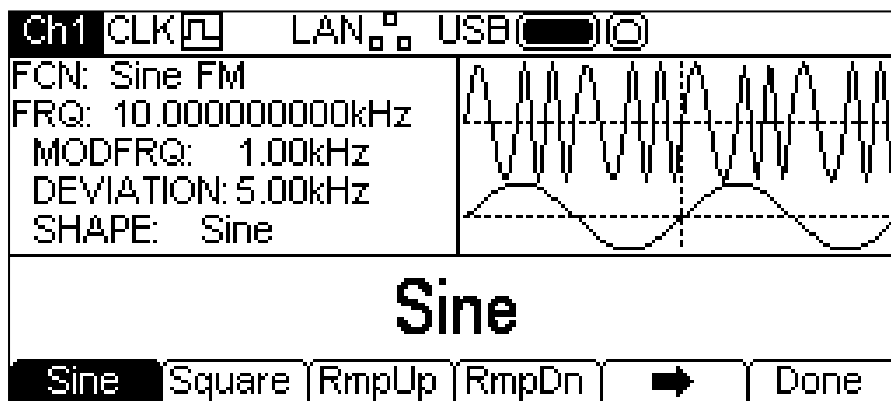 Ch1 CLK LAN USB
FCN: Sine FM
FRQ: 10.000000000kHz
MODFRQ: 1.00kHz
DEVIATION: 5.00kHz
SHAPE: Sine
Sine
Sine Square RmpUp RmpDn Done